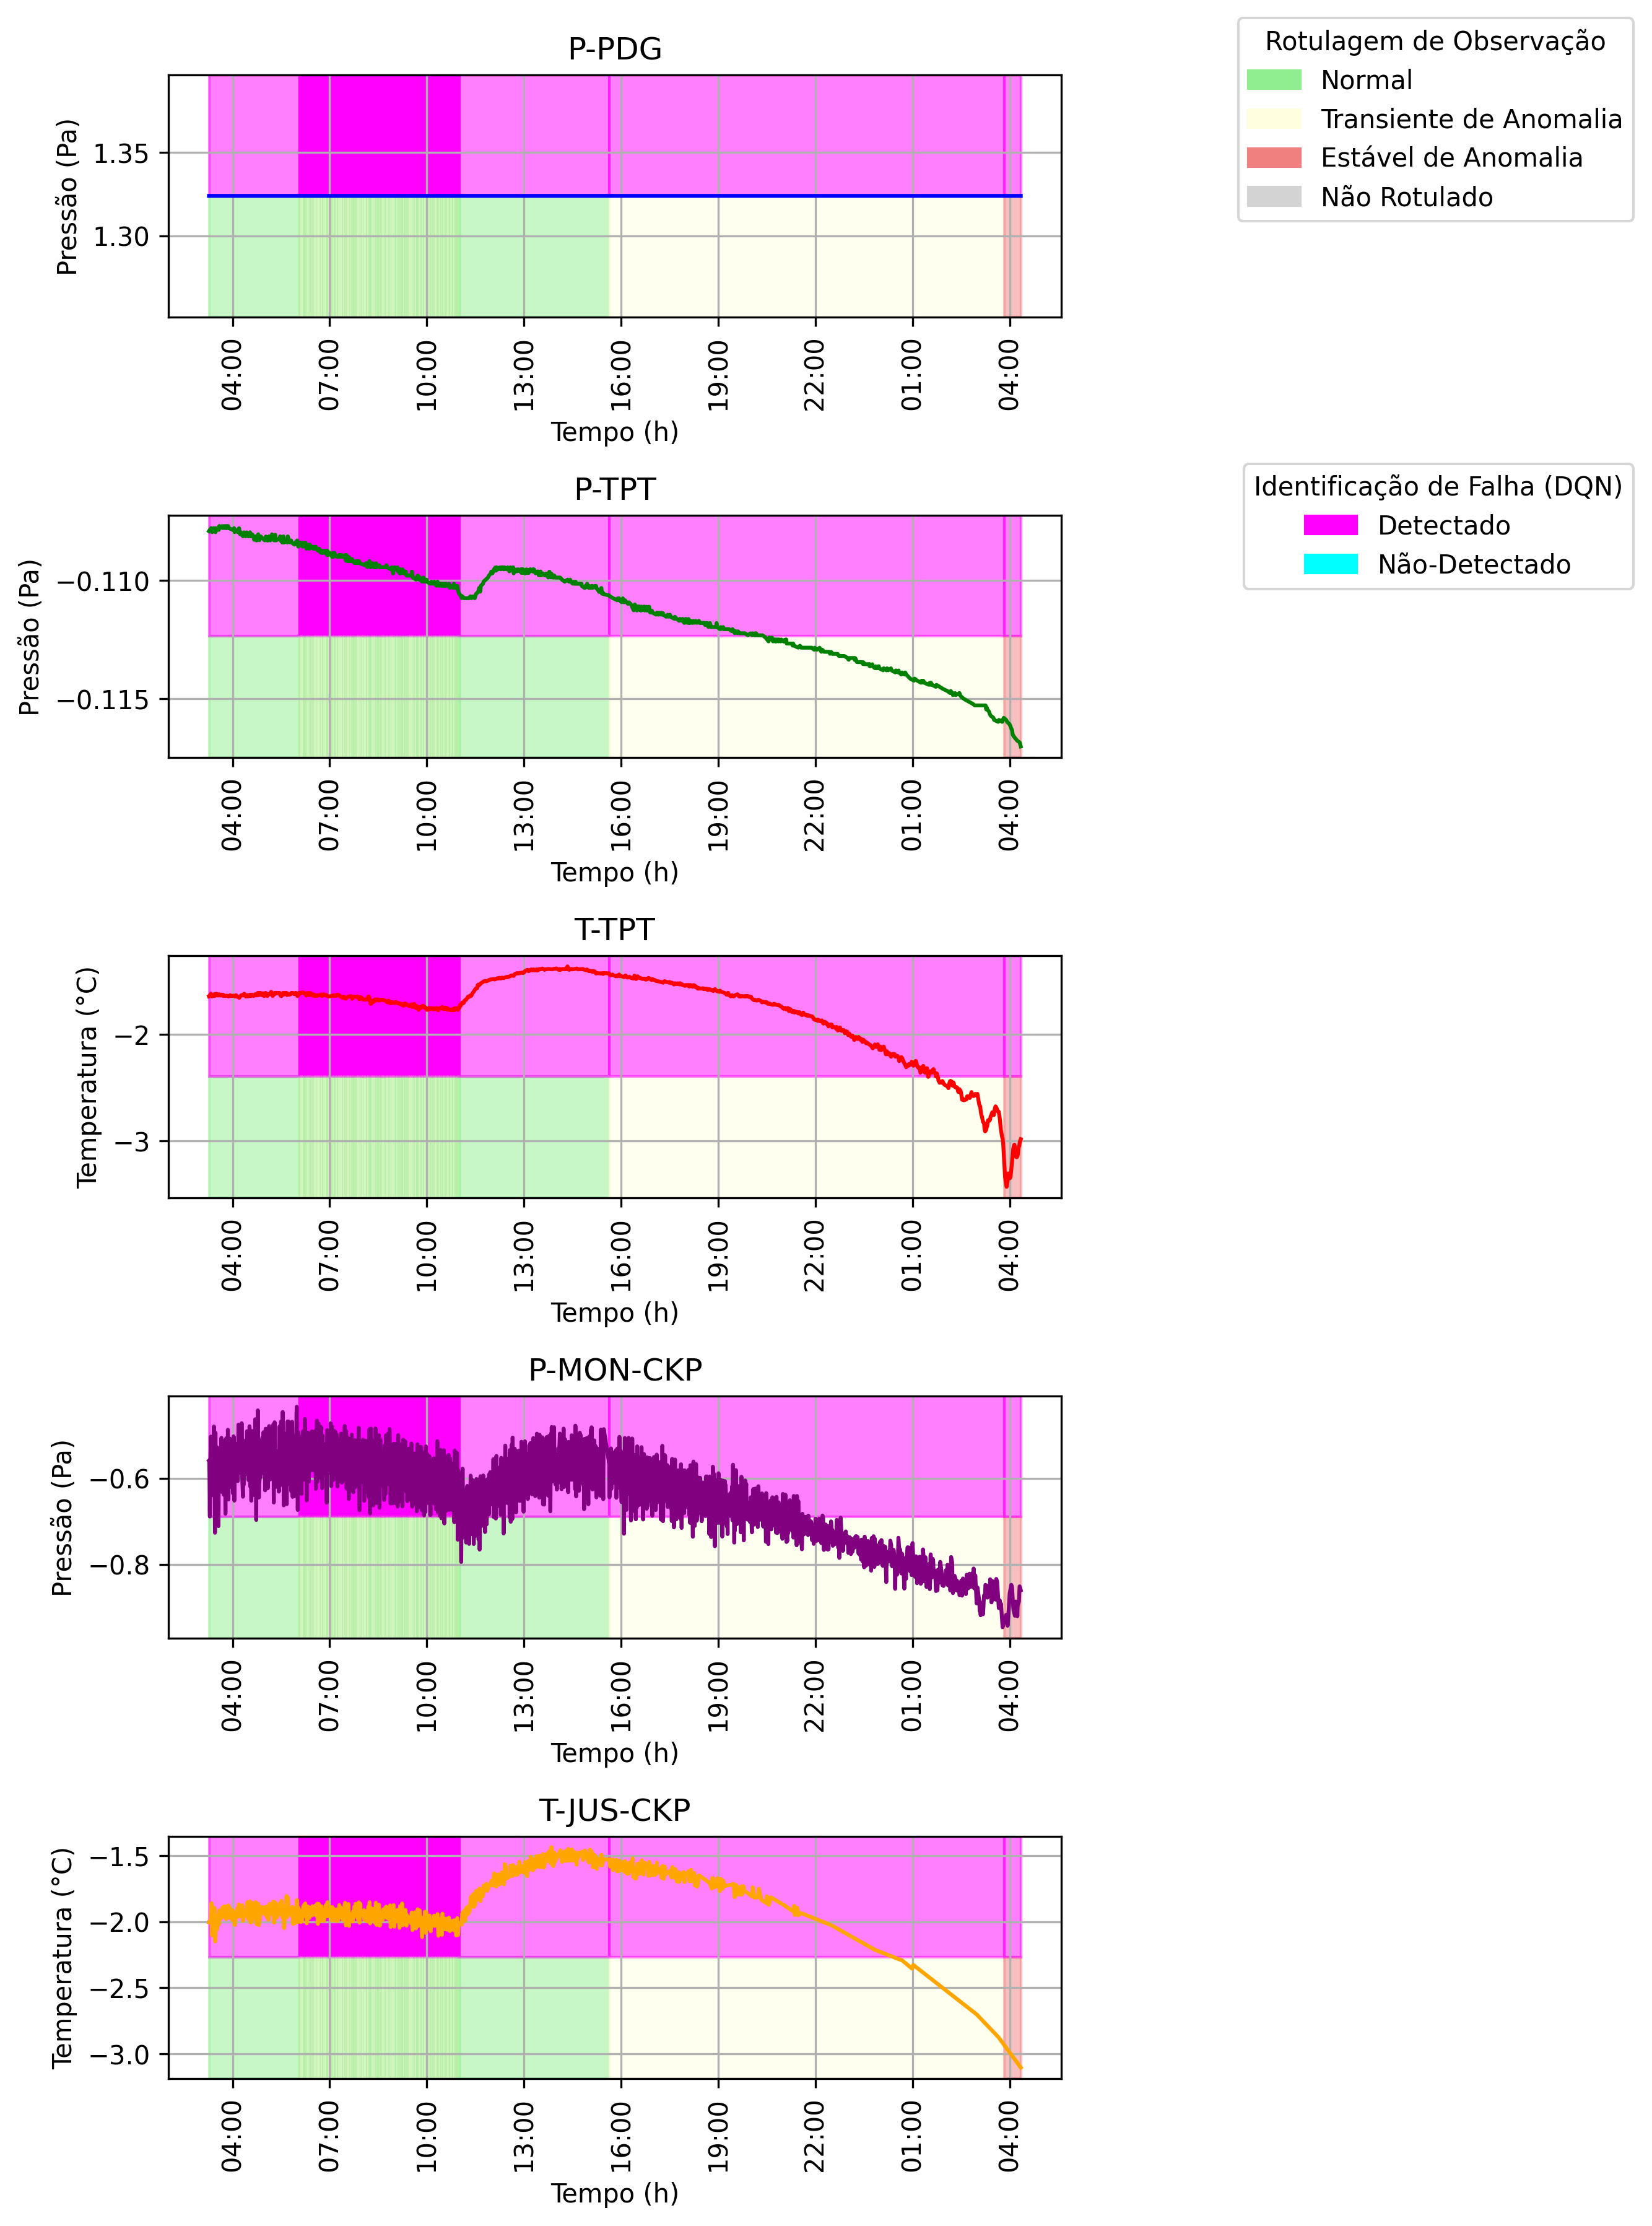 P-PDG
Pressão (Pa)
1.35
1.30
04:00 07:00 10:00 13:00 16:00 19:00 22:00 01:00 04:00
Tempo (h)
Rotulagem de Observação
Normal
Transiente de Anomalia
Estável de Anomalia
Não Rotulado
P-TPT
Pressão (Pa)
−0.110
−0.115
04:00 07:00 10:00 13:00 16:00 19:00 22:00 01:00 04:00
Tempo (h)
Identificação de Falha (DQN)
Detectado
Não-Detectado
T-TPT
Temperatura (°C)
−2
−3
04:00 07:00 10:00 13:00 16:00 19:00 22:00 01:00 04:00
Tempo (h)
P-MON-CKP
Pressão (Pa)
−0.6
−0.8
04:00 07:00 10:00 13:00 16:00 19:00 22:00 01:00 04:00
Tempo (h)
T-JUS-CKP
Temperatura (°C)
−1.5
−2.0
−2.5
−3.0
04:00 07:00 10:00 13:00 16:00 19:00 22:00 01:00 04:00
Tempo (h)